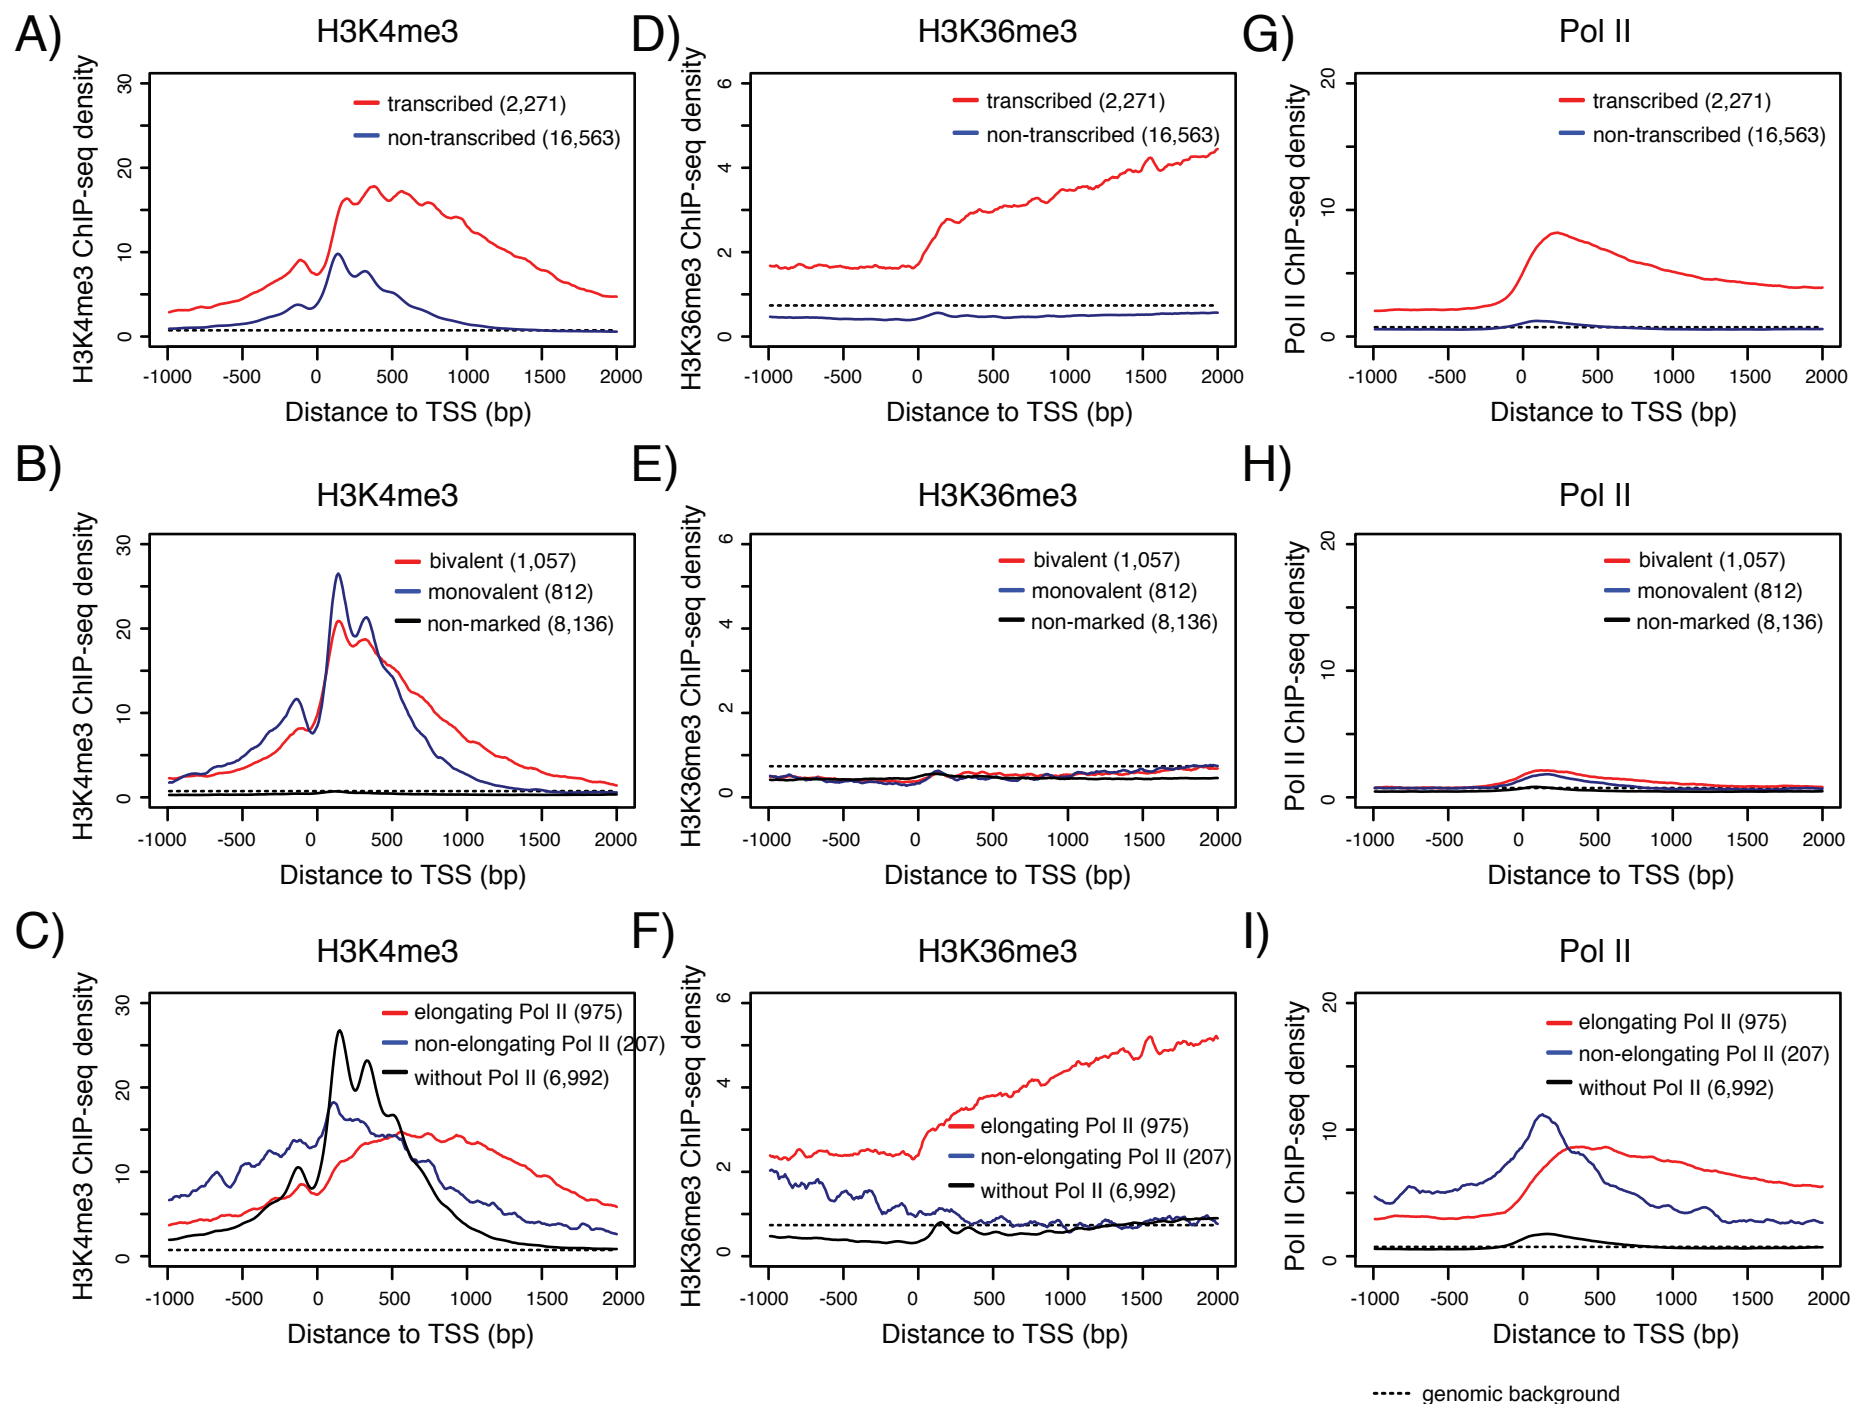 A)
H3K4me3
H3K4me3 ChIP-seq density
30
20
10
0
transcribed (2,271)
non-transcribed (16,563)
-1000 -500 0 500 1000 1500 2000
Distance to TSS (bp)
D)
H3K36me3
H3K36me3 ChIP-seq density
6
4
2
0
transcribed (2,271)
non-transcribed (16,563)
-1000 -500 0 500 1000 1500 2000
Distance to TSS (bp)
G)
Pol II
Pol II ChIP-seq density
20
10
0
transcribed (2,271)
non-transcribed (16,563)
-1000 -500 0 500 1000 1500 2000
Distance to TSS (bp)
B)
H3K4me3
H3K4me3 ChIP-seq density
30
20
10
0
bivalent (1,057)
monovalent (812)
non-marked (8,136)
-1000 -500 0 500 1000 1500 2000
Distance to TSS (bp)
E)
H3K36me3
H3K36me3 ChIP-seq density
6
4
2
0
bivalent (1,057)
monovalent (812)
non-marked (8,136)
-1000 -500 0 500 1000 1500 2000
Distance to TSS (bp)
H)
Pol II
Pol II ChIP-seq density
20
10
0
bivalent (1,057)
monovalent (812)
non-marked (8,136)
-1000 -500 0 500 1000 1500 2000
Distance to TSS (bp)
C)
H3K4me3
H3K4me3 ChIP-seq density
30
20
10
0
elongating Pol II (975)
non-elongating Pol II (207)
without Pol II (6,992)
-1000 -500 0 500 1000 1500 2000
Distance to TSS (bp)
F)
H3K36me3
H3K36me3 ChIP-seq density
6
4
2
0
elongating Pol II (975)
non-elongating Pol II (207)
without Pol II (6,992)
-1000 -500 0 500 1000 1500 2000
Distance to TSS (bp)
I)
Pol II
Pol II ChIP-seq density
20
10
0
elongating Pol II (975)
non-elongating Pol II (207)
without Pol II (6,992)
-1000 -500 0 500 1000 1500 2000
Distance to TSS (bp)
genomic background